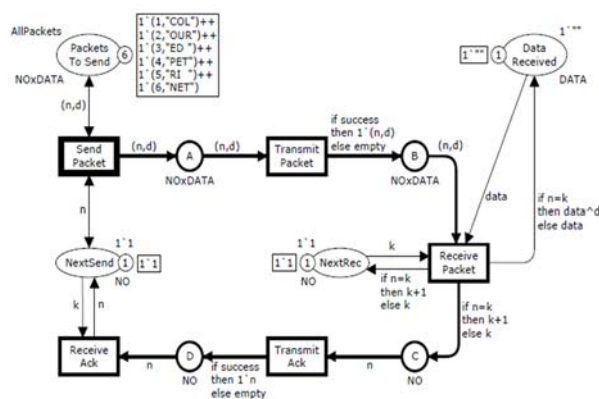 AllPackets
Packets
To Send
6
1`(1,"COL")++
1`(2,"OUR")++
1`(3,"ED ")++
1`(4,"PET")++
1`(5,"RI ")++
1`(6,"NET")
NOxDATA
1`""
1`""
1
Data
Received
DATA
(n,d)
Send
Packet
(n,d)
A
NOxDATA
(n,d)
Transmit
Packet
if success
then 1`(n,d)
else empty
B
NOxDATA
(n,d)
data
if n=k
then data^d
else data
n
1`1
NextSend
1
1`1
NO
1`1
1`1
1
NextRec
NO
k
if n=k
then k+1
else k
Receive
Packet
k
n
if n=k
then k+1
else k
Receive
Ack
n
D
NO
if success
then 1`n
else empty
Transmit
Ack
n
C
NO